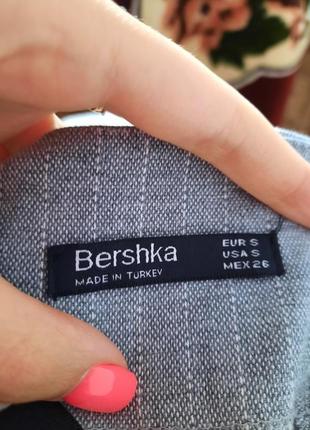 Bershka
MADE IN TURKEY
EUR S
USA S
MEX 26